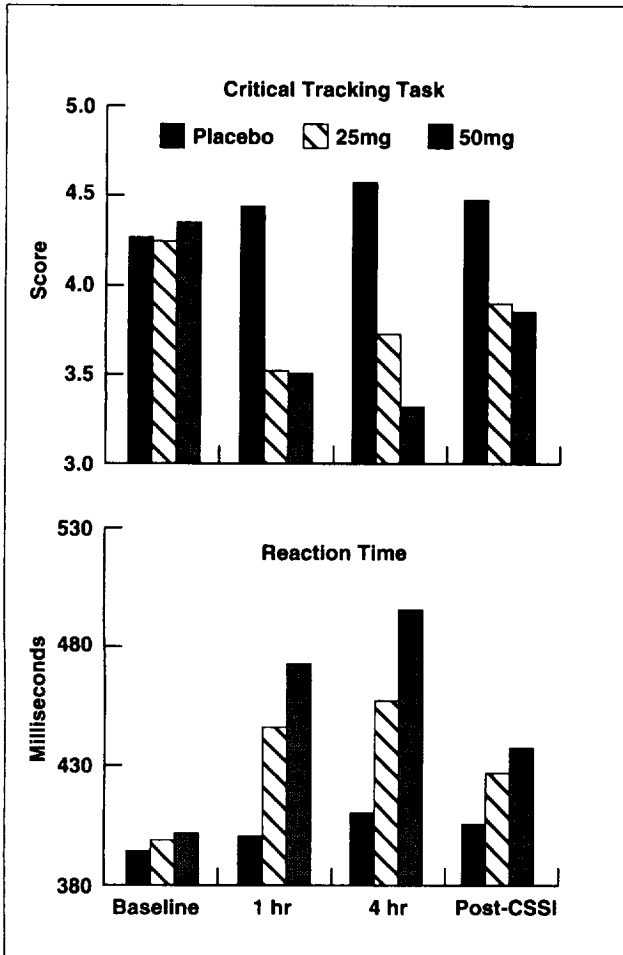 Critical Tracking Task
5.0
Placebo 25mg 50mg
4.5
4.0
3.5
3.0
Score
530
Reaction Time
480
430
380
Milliseconds
Baseline 1 hr 4 hr Post-CSSI